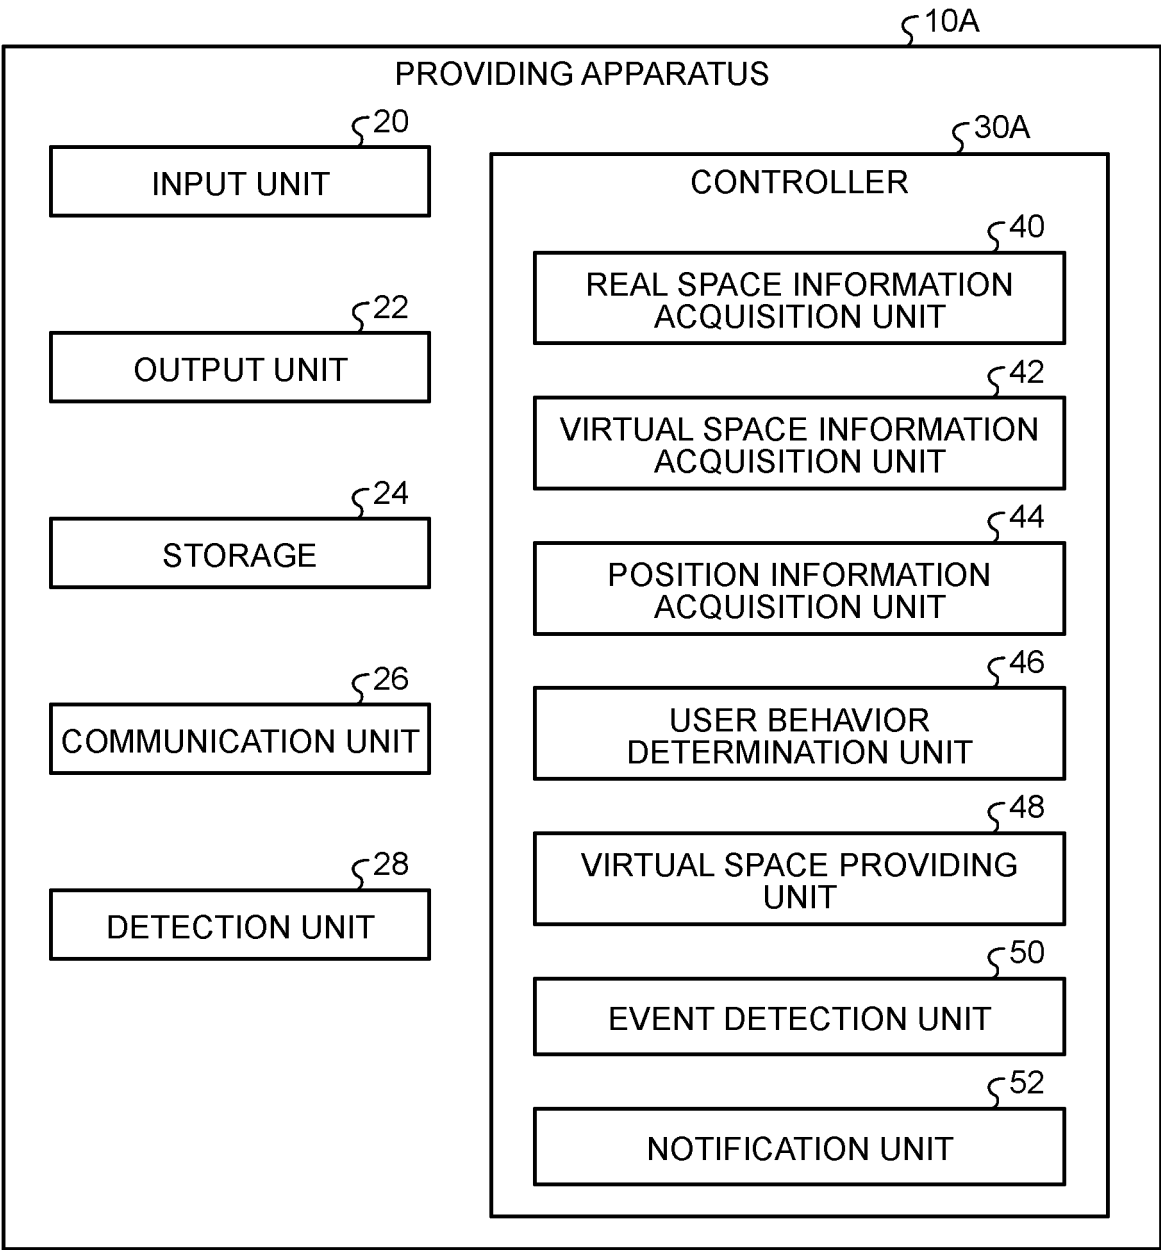 10A
PROVIDING APPARATUS
20
INPUT UNIT
22
OUTPUT UNIT
24
STORAGE
26
COMMUNICATION UNIT
28
DETECTION UNIT
30A
CONTROLLER
40
REAL SPACE INFORMATION
ACQUISITION UNIT
42
VIRTUAL SPACE INFORMATION
ACQUISITION UNIT
44
POSITION INFORMATION
ACQUISITION UNIT
46
USER BEHAVIOR
DETERMINATION UNIT
48
VIRTUAL SPACE PROVIDING
UNIT
50
EVENT DETECTION UNIT
52
NOTIFICATION UNIT